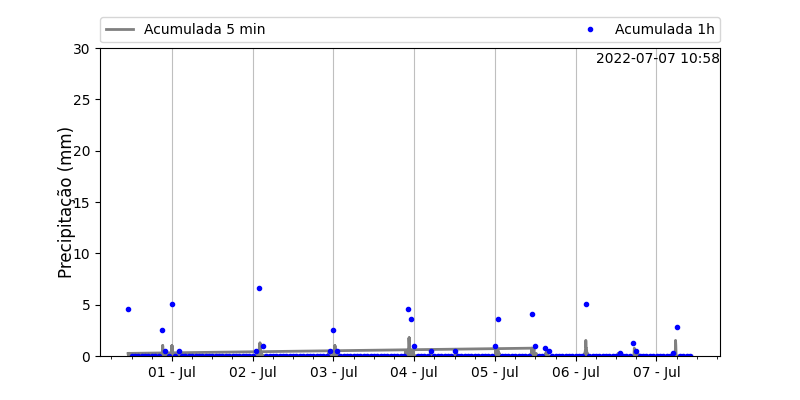 Acumulada 5 min
Acumulada 1h
2022-07-07 10:58
Precipitação (mm)
30
25
20
15
10
5
0
01 - Jul
02 - Jul
03 - Jul
04 - Jul
05 - Jul
06 - Jul
07 - Jul